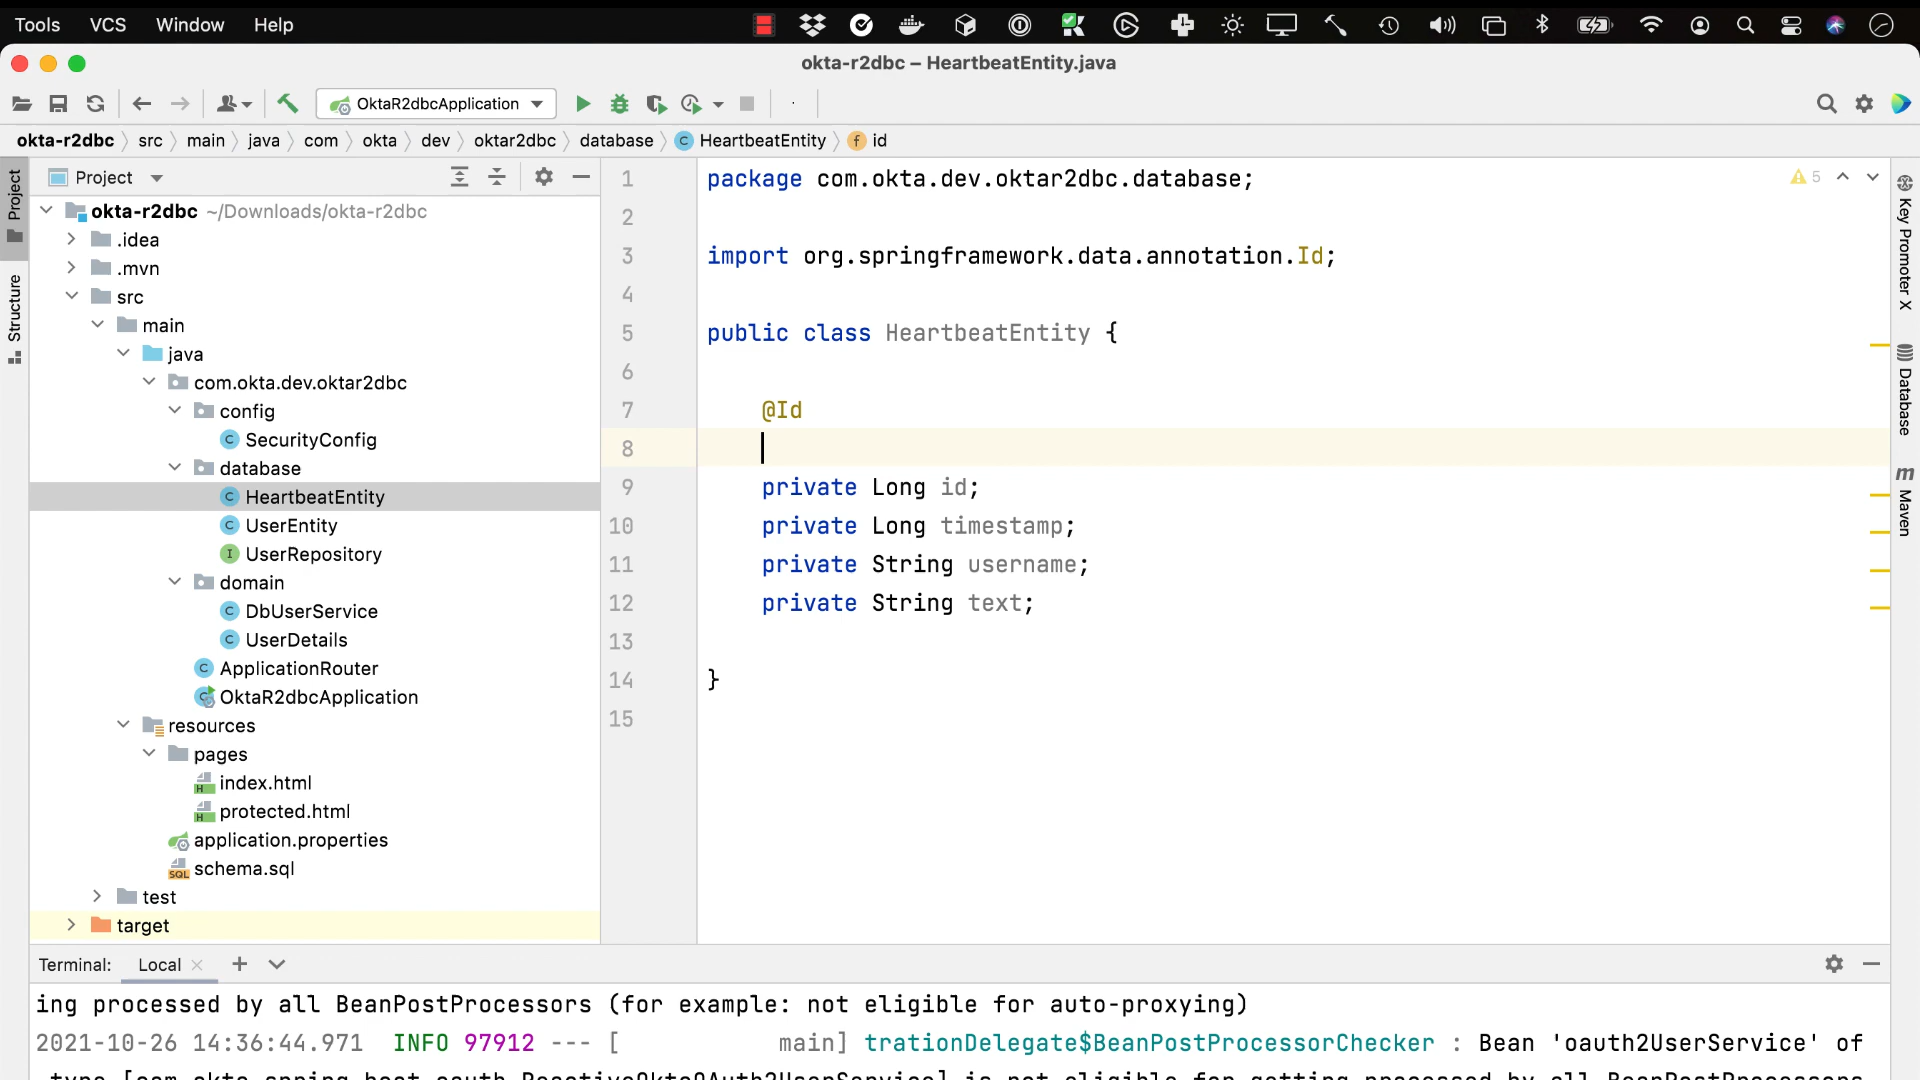 Tools VCS Window Help
okta-r2dbc – HeartbeatEntity.java
OktaR2dbcApplication
okta-r2dbc src main java com okta dev oktar2dbc database C HeartbeatEntity f id
Project
Structure
Project
okta-r2dbc ~/Downloads/okta-r2dbc
.idea
.mvn
src
main
java
com.okta.dev.oktar2dbc
config
C SecurityConfig
database
C HeartbeatEntity
C UserEntity
I UserRepository
domain
C DbUserService
C UserDetails
C ApplicationRouter
OktaR2dbcApplication
resources
pages
H index.html
H protected.html
application.properties
SQL schema.sql
test
target
1 package com.okta.dev.oktar2dbc.database;
2
3 import org.springframework.data.annotation.Id;
4
5 public class HeartbeatEntity {
6
7 @Id
8
9 private Long id;
10 private Long timestamp;
11 private String username;
12 private String text;
13
14 }
15
5
Key Promoter X
Database
m Maven
Terminal: Local
ing processed by all BeanPostProcessors (for example: not eligible for auto-proxying)
2021-10-26 14:36:44.971 INFO 97912 --- [ main] trationDelegate$BeanPostProcessorChecker : Bean 'oauth2UserService' of